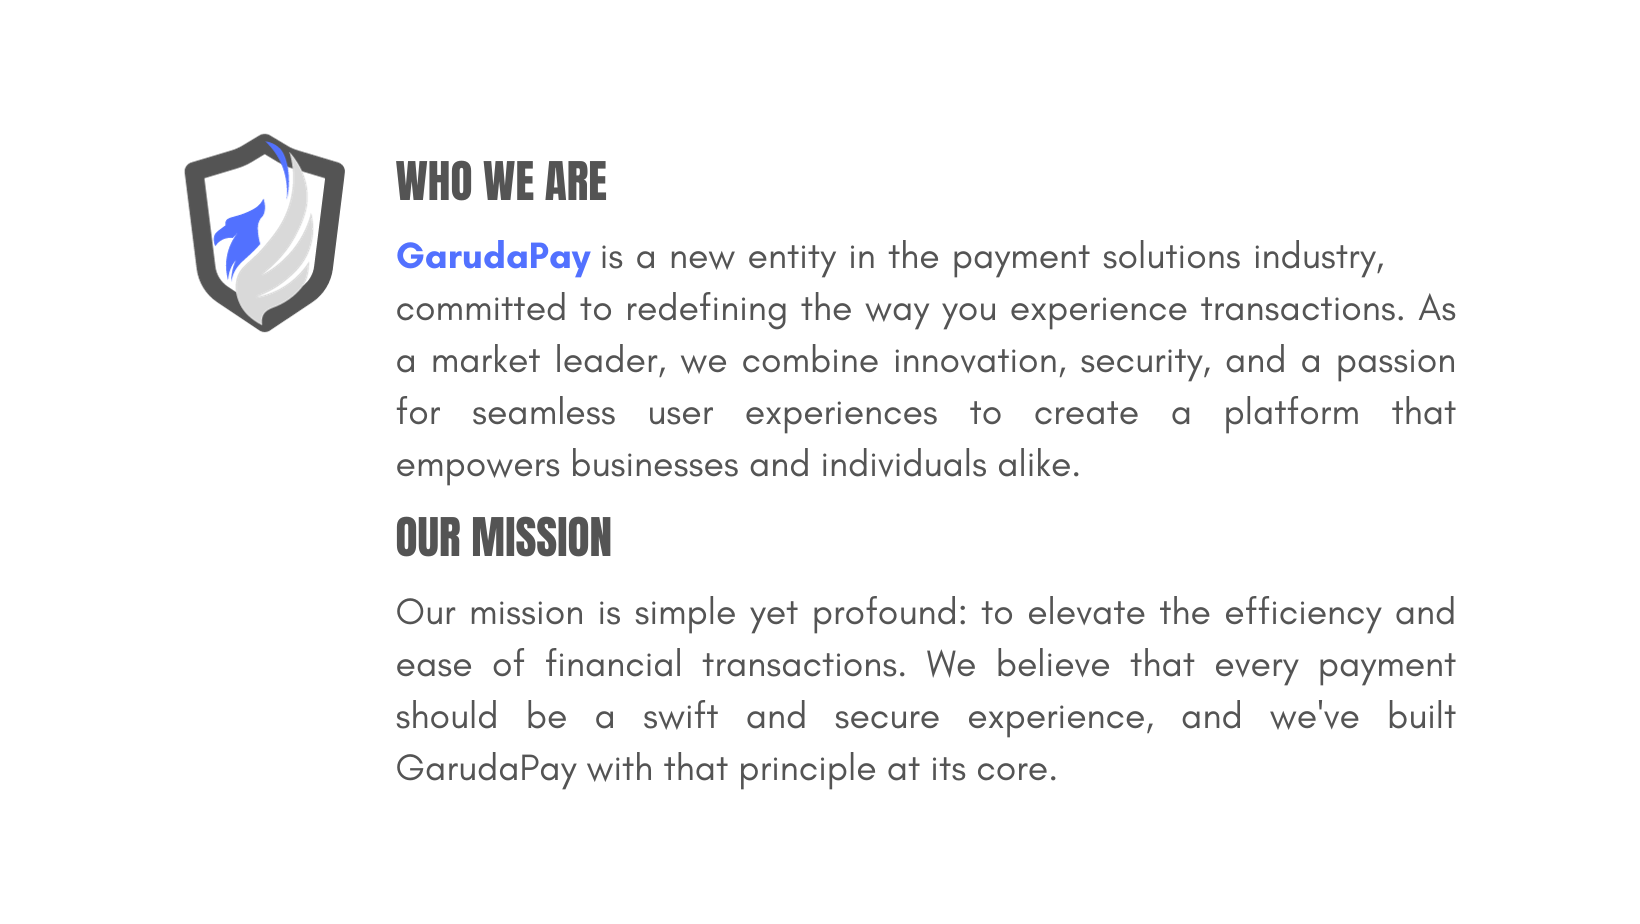 WHO WE ARE
GarudaPay is a new entity in the payment solutions industry,
committed to redefining the way you experience transactions. As
a market leader, we combine innovation, security, and a passion
for seamless user experiences to create a platform that
empowers businesses and individuals alike.
OUR MISSION
Our mission is simple yet profound: to elevate the efficiency and
ease of financial transactions. We believe that every payment
should be a swift and secure experience, and we've built
GarudaPay with that principle at its core.